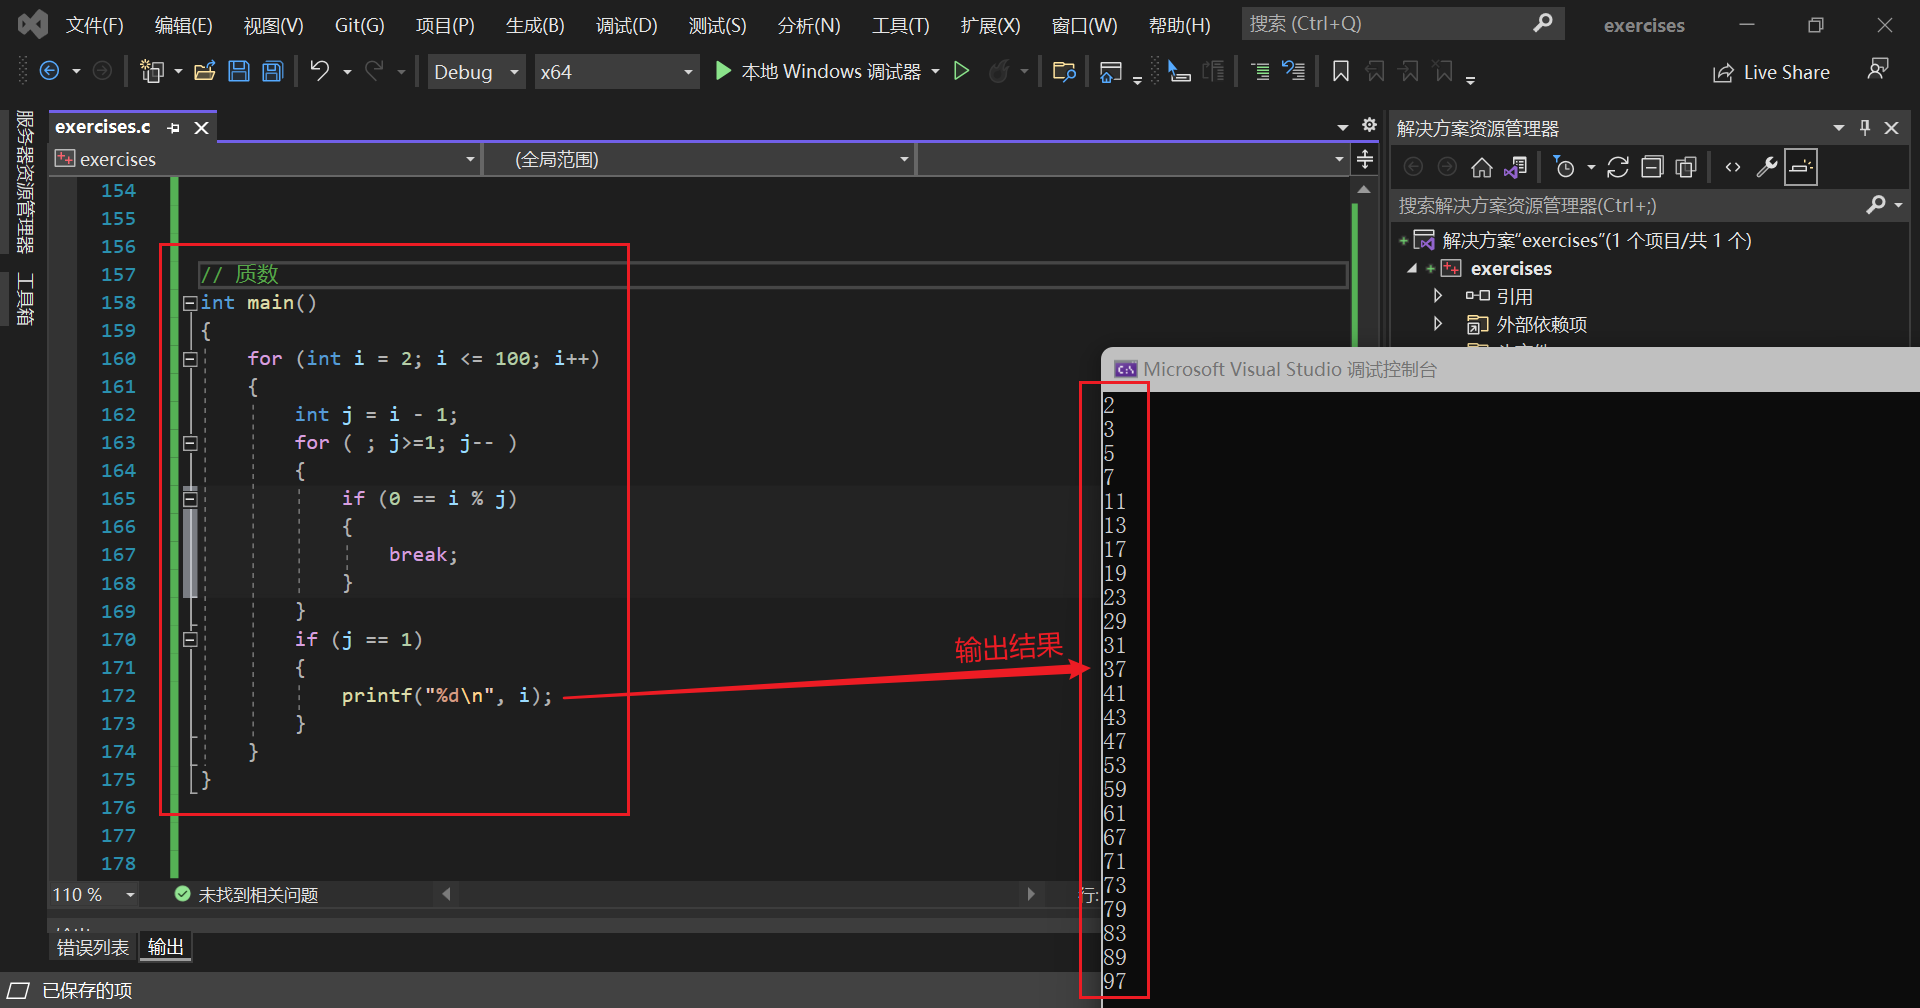 文件(F) 编辑(E) 视图(V) Git(G) 项目(P) 生成(B) 调试(D) 测试(S) 分析(N) 工具(T) 扩展(X) 窗口(W) 帮助(H) 搜索 (Ctrl+Q) exercises
Debug x64 本地 Windows 调试器 Live Share
服务器资源管理器
工具箱
exercises.c
exercises (全局范围)
154
155
156
157 // 质数
158 int main()
159 {
160 for (int i = 2; i <= 100; i++)
161 {
162 int j = i - 1;
163 for ( ; j>=1; j-- )
164 {
165 if (0 == i % j)
166 {
167 break;
168 }
169 }
170 if (j == 1)
171 {
172 printf("%d\n", i);
173 }
174 }
175 }
176
177
178
输出结果
110 % 未找到相关问题 行:
错误列表 输出
已保存的项
解决方案资源管理器
搜索解决方案资源管理器(Ctrl+;)
解决方案“exercises”(1 个项目/共 1 个)
exercises
引用
外部依赖项
Microsoft Visual Studio 调试控制台
2
3
5
7
11
13
17
19
23
29
31
37
41
43
47
53
59
61
67
71
73
79
83
89
97